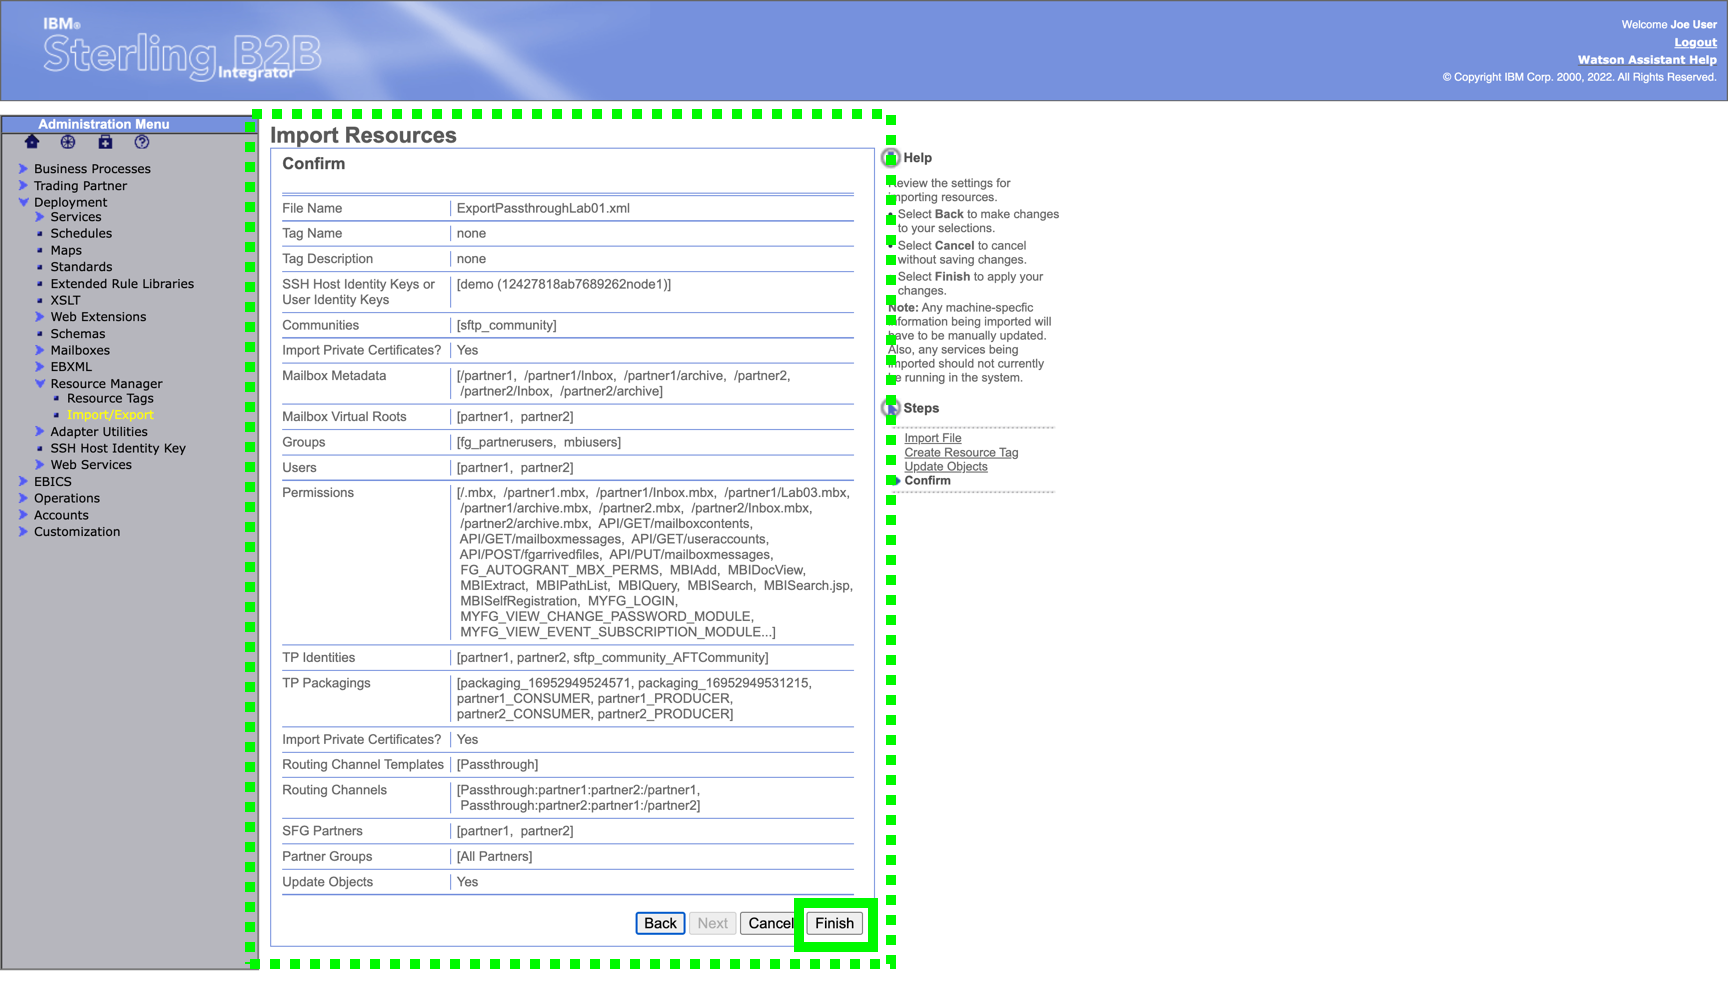 IBM®
Sterling B2B
Integrator
Welcome Joe User
Logout
Watson Assistant Help
© Copyright IBM Corp. 2000, 2022. All Rights Reserved.
Administration Menu
Business Processes
Trading Partner
Deployment
Services
Schedules
Maps
Standards
Extended Rule Libraries
XSLT
Web Extensions
Schemas
Mailboxes
EBXML
Resource Manager
Resource Tags
Import/Export
Adapter Utilities
SSH Host Identity Key
Web Services
EBICS
Operations
Accounts
Customization
Import Resources
Confirm
File Name ExportPassthroughLab01.xml
Tag Name none
Tag Description none
SSH Host Identity Keys or [demo (12427818ab7689262node1)]
User Identity Keys
Communities [sftp_community]
Import Private Certificates? Yes
Mailbox Metadata [/partner1, /partner1/Inbox, /partner1/archive, /partner2,
/partner2/Inbox, /partner2/archive]
Mailbox Virtual Roots [partner1, partner2]
Groups [fg_partnerusers, mbiusers]
Users [partner1, partner2]
Permissions [/.mbx, /partner1.mbx, /partner1/Inbox.mbx, /partner1/Lab03.mbx,
/partner1/archive.mbx, /partner2.mbx, /partner2/Inbox.mbx,
/partner2/archive.mbx, API/GET/mailboxcontents,
API/GET/mailboxmessages, API/GET/useraccounts,
API/POST/fgarrivedfiles, API/PUT/mailboxmessages,
FG_AUTOGRANT_MBX_PERMS, MBIAdd, MBIDocView,
MBIExtract, MBIPathList, MBIQuery, MBISearch, MBISearch.jsp,
MBISelfRegistration, MYFG_LOGIN,
MYFG_VIEW_CHANGE_PASSWORD_MODULE,
MYFG_VIEW_EVENT_SUBSCRIPTION_MODULE...]
TP Identities [partner1, partner2, sftp_community_AFTCommunity]
TP Packagings [packaging_16952949524571, packaging_16952949531215,
partner1_CONSUMER, partner1_PRODUCER,
partner2_CONSUMER, partner2_PRODUCER]
Import Private Certificates? Yes
Routing Channel Templates [Passthrough]
Routing Channels [Passthrough:partner1:partner2:/partner1,
Passthrough:partner2:partner1:/partner2]
SFG Partners [partner1, partner2]
Partner Groups [All Partners]
Update Objects Yes
Back Next Cancel Finish
Help
Review the settings for
importing resources.
Select Back to make changes
to your selections.
Select Cancel to cancel
without saving changes.
Select Finish to apply your
changes.
Note: Any machine-specfic
information being imported will
have to be manually updated.
Also, any services being
imported should not currently
be running in the system.
Steps
Import File
Create Resource Tag
Update Objects
Confirm